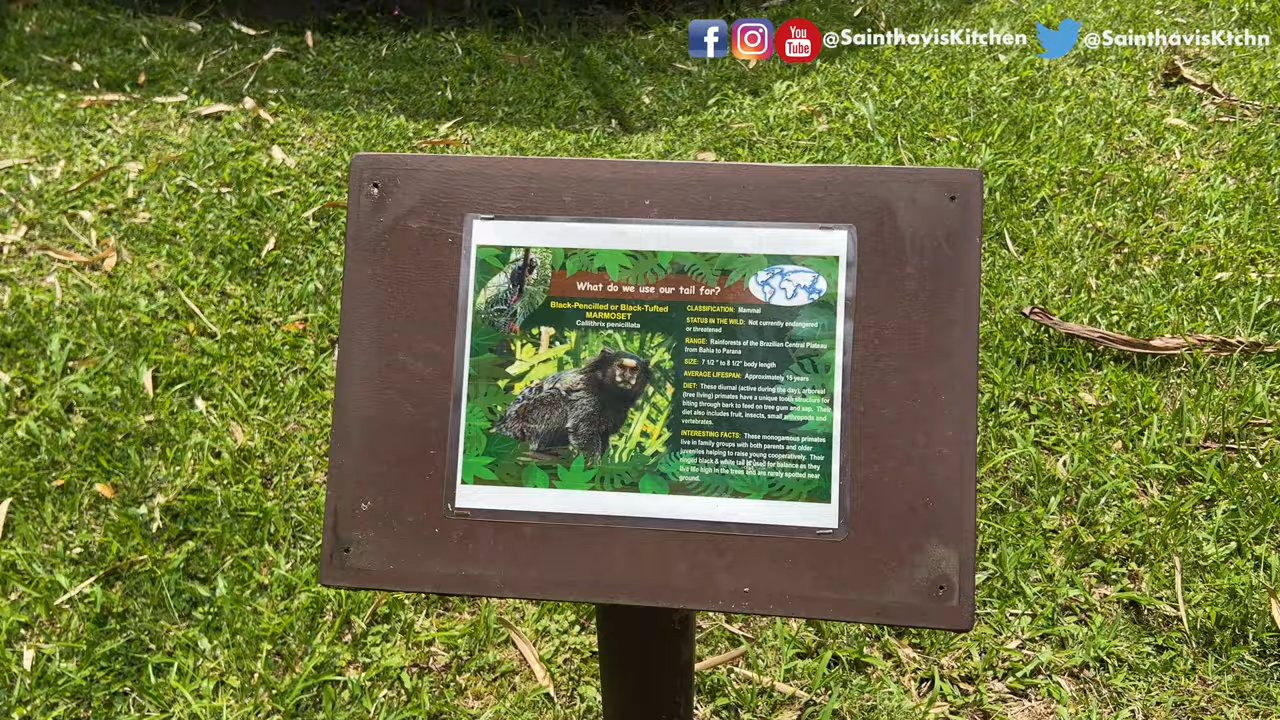 You Tube @SainthavisKitchen @SainthavisKtchn
What do we use our tail for?
Black-Pencilled or Black-Tufted
MARMOSET
Callithrix penicillata
CLASSIFICATION: Mammal
STATUS IN THE WILD: Not currently endangered
or threatened
RANGE: Rainforests of the Brazilian Central Plateau
from Bahia to Parana
SIZE: 7 1/2 " to 8 1/2" body length
AVERAGE LIFESPAN: Approximately 15 years
DIET: These diurnal (active during the day), arboreal
(tree living) primates have a unique tooth structure for
biting through bark to feed on tree gum and sap. Their
diet also includes fruit, insects, small arthropods and
vertebrates.
INTERESTING FACTS: These monogamous primates
live in family groups with both parents and older
juveniles helping to raise young cooperatively. Their
ringed black & white tail is used for balance as they
live life high in the trees and are rarely spotted near
ground.